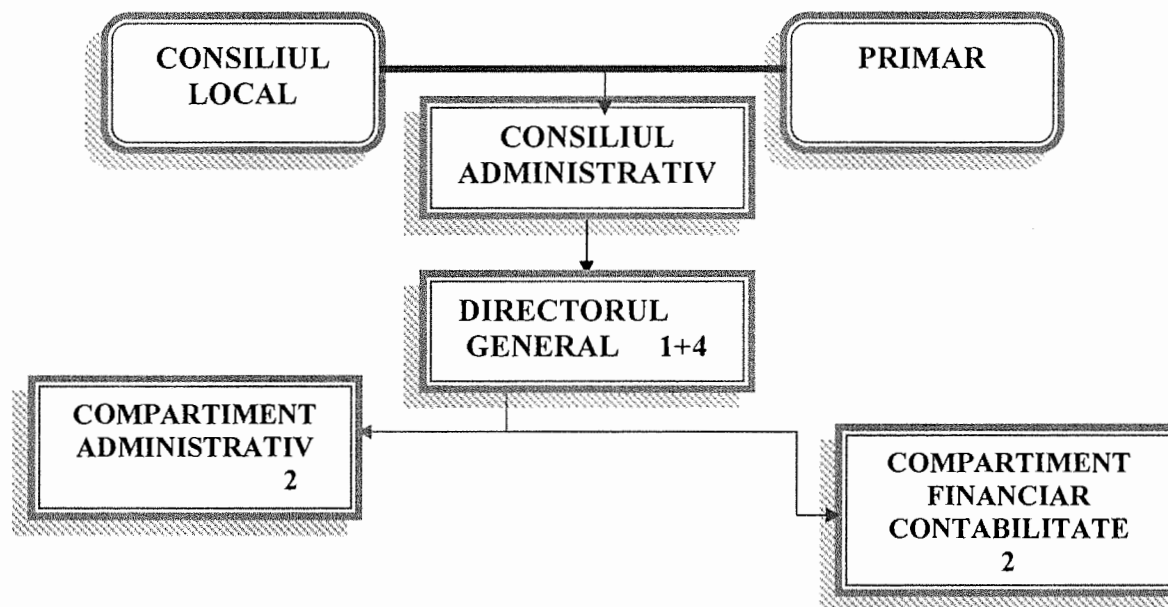 CONSILIUL
LOCAL
PRIMAR
CONSILIUL
ADMINISTRATIV
DIRECTORUL
GENERAL 1+4
COMPARTIMENT
ADMINISTRATIV
2
COMPARTIMENT
FINANCIAR
CONTABILITATE
2